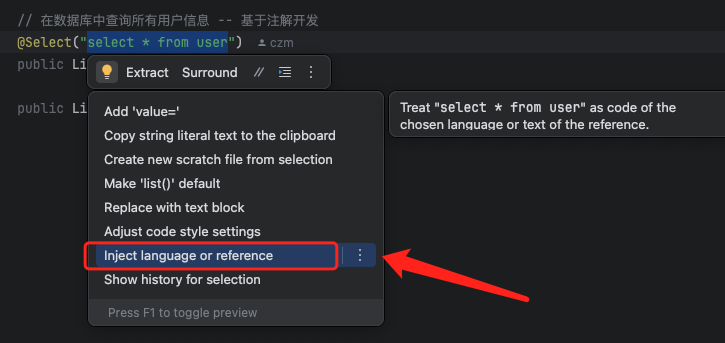 // 在数据库中查询所有用户信息 -- 基于注解开发
@Select("select * from user") czm
public Li
Extract Surround //
public Li
Add 'value='
Copy string literal text to the clipboard
Create new scratch file from selection
Make 'list()' default
Replace with text block
Adjust code style settings
Inject language or reference
Show history for selection
Press F1 to toggle preview
Treat "select * from user" as code of the
chosen language or text of the reference.